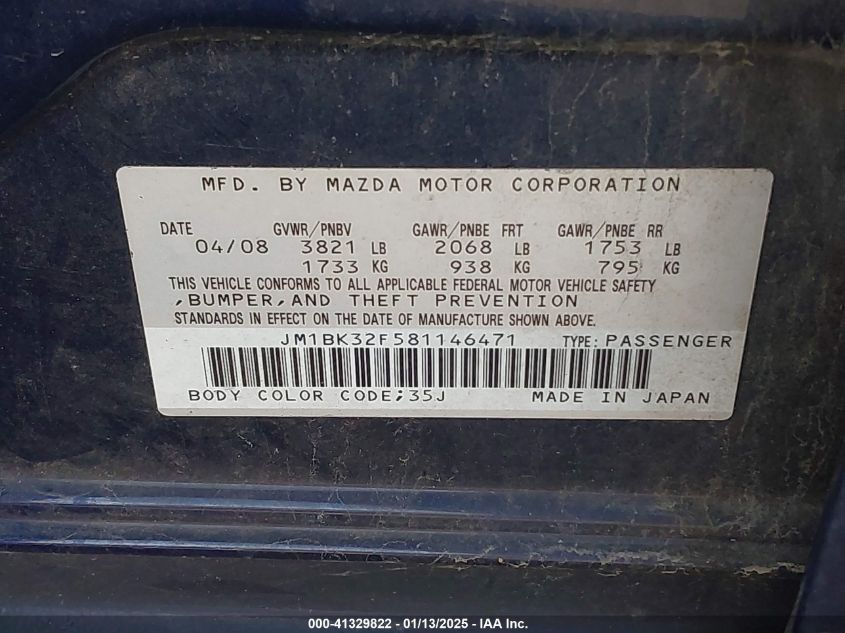 MFD. BY MAZDA MOTOR CORPORATION
DATE GVWR/PNBV GAWR/PNBE FRT GAWR/PNBE RR
04/08 3821 LB 2068 LB 1753 LB
1733 KG 938 KG 795 KG
THIS VEHICLE CONFORMS TO ALL APPLICABLE FEDERAL MOTOR VEHICLE SAFETY
,BUMPER,AND THEFT PREVENTION
STANDARDS IN EFFECT ON THE DATE OF MANUFACTURE SHOWN ABOVE.
JM1BK32F581146471 TYPE: PASSENGER
BODY COLOR CODE;35J MADE IN JAPAN
000-41329822 - 01/13/2025 - IAA Inc.